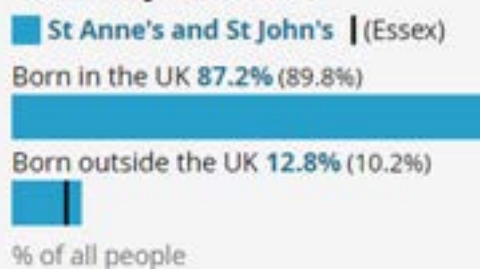 St Anne's and St John's (Essex)
Born in the UK 87.2% (89.8%)
Born outside the UK 12.8% (10.2%)
% of all people